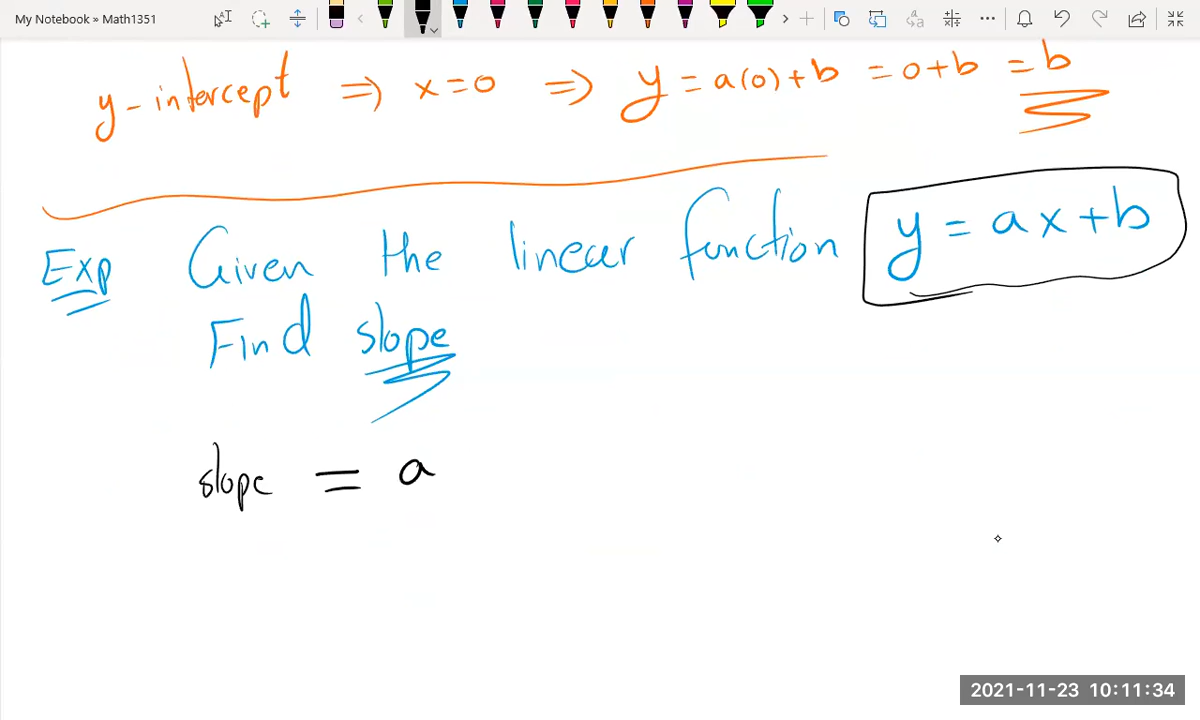 My Notebook » Math1351
y-intercept ⇒ x=0 ⇒ y = a(0)+b = 0+b = b
Exp Given the linear function y = ax+b
Find slope
slope = a
2021-11-23 10:11:34